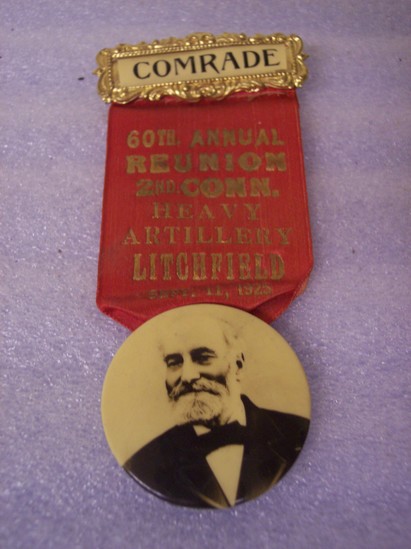 COMRADE
60TH. ANNUAL
REUNION
2ND. CONN.
HEAVY
ARTILLERY
LITCHFIELD
SEPT. 11, 1925